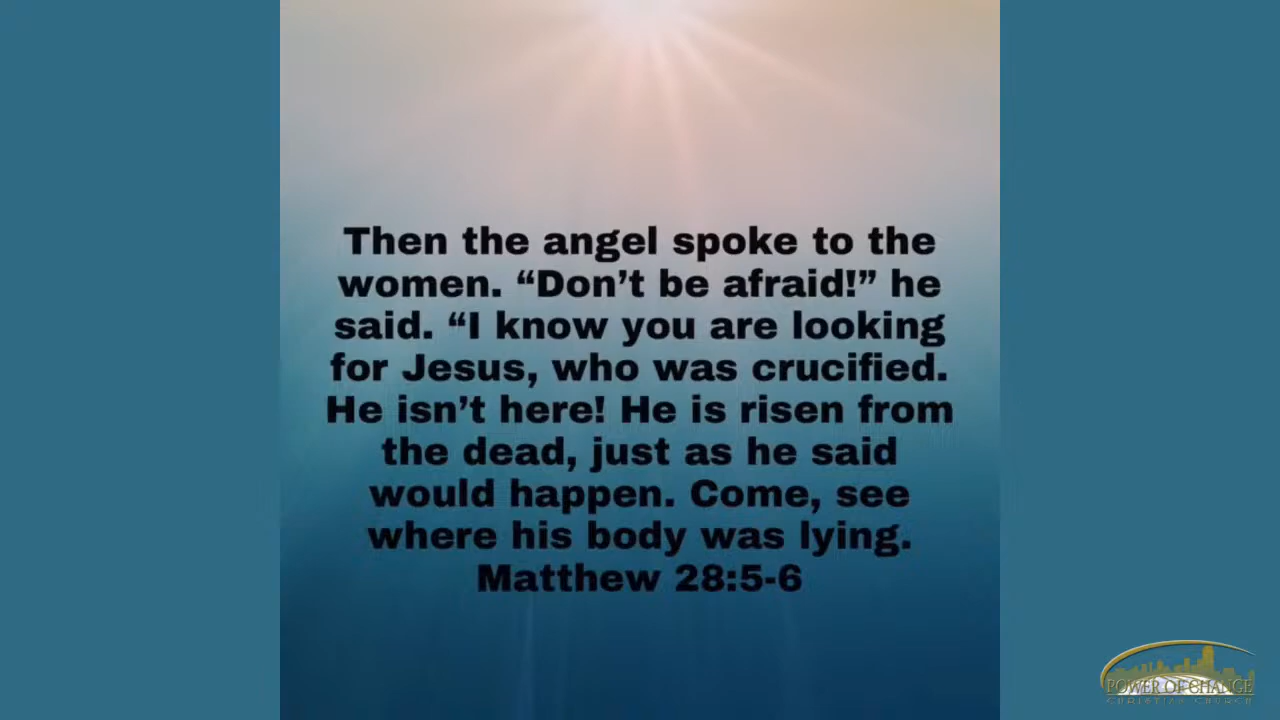 Then the angel spoke to the
women. “Don’t be afraid!” he
said. “I know you are looking
for Jesus, who was crucified.
He isn’t here! He is risen from
the dead, just as he said
would happen. Come, see
where his body was lying.
Matthew 28:5-6
POWER OF CHANGE
CHRISTIAN CHURCH